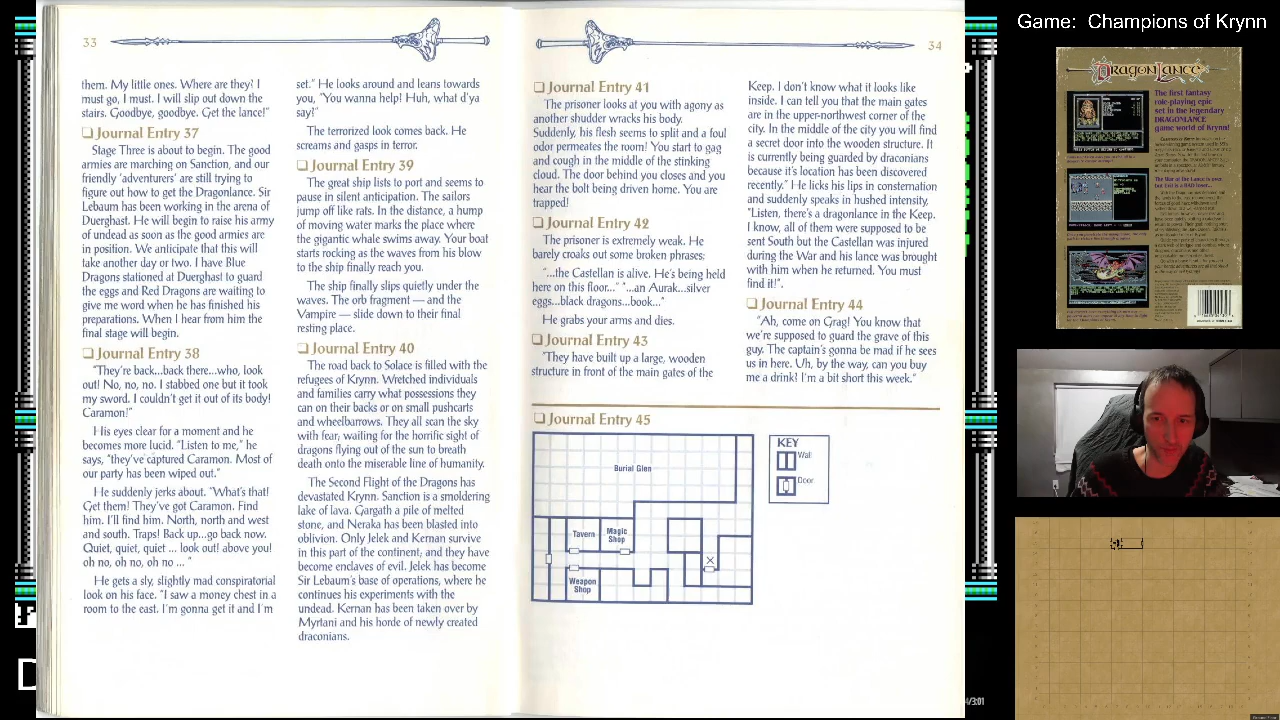 Game: Champions of Krynn
33
them. My little ones. Where are they? I
must go, I must. I will slip out down the
stairs. Goodbye, goodbye. Get the lance!"
Journal Entry 37
Stage Three is about to begin. The good
armies are marching on Sanction, and our
friendly 'adventures' are still trying to
figure out how to get the Dragonlance. Sir
Lebaum has been working in the arena of
Duerghast. He will begin to raise his army
of undead as soon as the good armies are
in position. We anticipate that this will
be another day or two. I have Blue
Dragons stationed at Duerghast to guard
the eggs and Red Dragons are waiting to
get the word when he has finished his
preparations. When I hear from him the
final stage will begin.
Journal Entry 38
"They're back...back there...who, look
out! No, no, no. I stabbed one but it took
my sword. I couldn't get it out of its body!
Caramon!"
His eyes clear for a moment and he
seems more lucid. "Listen to me," he
says, "they've captured Caramon. Most of
our party has been wiped out."
He suddenly jerks about. "What's that!
Get them! They've got Caramon. Find
him. I'll find him. North, north and west
and south. Traps! Back up...go back now.
Quiet, quiet, quiet ... look out! above you!
Oh no, oh no, oh no ... "
He gets a sly, slightly mad conspiratorial
look on his face. "I saw one, they created a
room to the east. I'm gonna get it and I'm
set." He looks around and leans towards
you, "You wanna help! Huh, what d'ya
say!"
The terrorized look comes back. He
screams and gasps in terror.
Journal Entry 39
The great ship lists to port and seems to
pause in silent anticipation. The sailors
jump off like rats. In the distance, a hump
of rolling water marks the place where
the gigantic whale swims away. Your boat
starts rocking as the waves from his blow
to the ship finally reach you.
The ship finally slips quietly under the
waves. The orb fragment — and the
Vampire — slide down to their final
resting place.
Journal Entry 40
The road back to Solace is filled with the
refugees of Krynn. Wretched individuals
and families carry what possessions they
can on their backs or on small pushcarts
and wheelbarrows. They all scan the sky
with fear, waiting for the horrific sight of
dragons flying out of the sun to breath
death onto the miserable line of humanity.
The Second Flight of the Dragons has
devastated Krynn. Sanction is a smoldering
lake of lava. Gargath a pile of melted
stone, and Neraka has been blasted into
oblivion. Only Jelek and Kernan survive
in this part of the continent; and they have
become enclaves of evil. Jelek has become
Sir Lebaum's base of operations, where he
continues his experiments with the
undead. Kernan has been taken over by
Myrtani and his horde of newly created
draconians.
34
Journal Entry 41
The prisoner looks at you with agony as
another shudder wracks his body.
Suddenly, his flesh seems to split and a foul
odor permeates the room! You start to gag
and cough in the middle of the stinking
cloud. The door behind you closes and you
hear the bolt being driven home. You are
trapped!
Journal Entry 42
The prisoner is extremely weak. He
barely croaks out some broken phrases.
"...the Castellan is alive. He's being held
here on this floor..." "...an Aurak...silver
eggs...black dragons...book..."
He grabs your arms and dies.
Journal Entry 43
"They have built up a large, wooden
structure in front of the main gates of the
Keep. I don't know what it looks like
inside. I can tell you that the main gates
are in the upper-northwest corner of the
city. In the middle of the city you will find
a secret door into the wooden structure. It
is currently being guarded by draconians
because it's location has been discovered
recently." He licks his lips in consternation
and suddenly speaks in hushed intensity,
"Listen, there's a dragonlance in the Keep.
I know, all of them were supposed to be
sent South but the Castellan was injured
during the War and his lance was brought
with him when he returned. You must
find it!".
Journal Entry 44
"Ah, come on Grag! You know that
we're supposed to guard the grave of this
guy. The captain's gonna be mad if he sees
us in here. Uh, by the way, can you buy
me a drink! I'm a bit short this week."
Journal Entry 45
Burial Glen
Tavern
Magic
Shop
Weapon
Shop
KEY
Wall
Door
DRAGONLANCE
The first fantasy
role-playing epic
set in the legendary
DRAGONLANCE
game world of Krynn!
/3:01